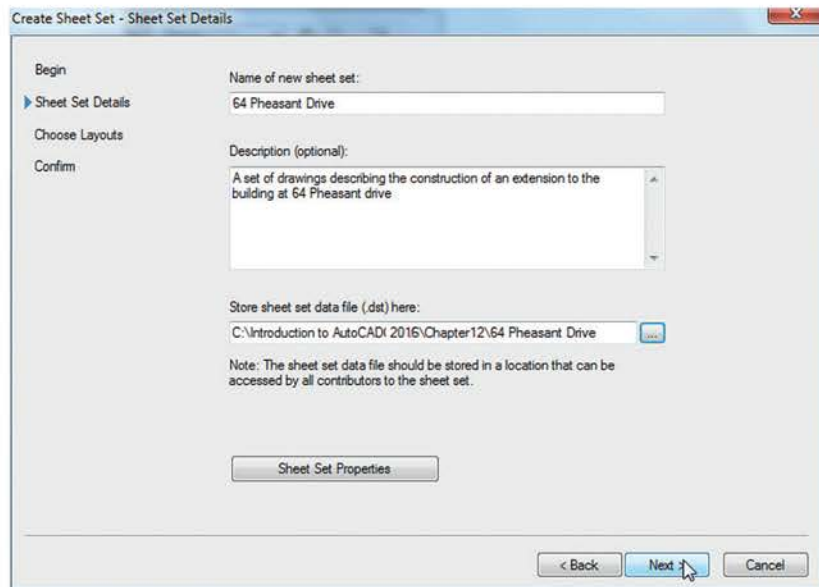 Create Sheet Set - Sheet Set Details
Begin
Sheet Set Details
Choose Layouts
Confirm
Name of new sheet set:
64 Pheasant Drive
Description (optional):
A set of drawings describing the construction of an extension to the
building at 64 Pheasant drive
Store sheet set data file (.dst) here:
C:\Introduction to AutoCAD( 2016\Chapter12\64 Pheasant Drive
...
Note: The sheet set data file should be stored in a location that can be
accessed by all contributors to the sheet set.
Sheet Set Properties
< Back
Next >
Cancel